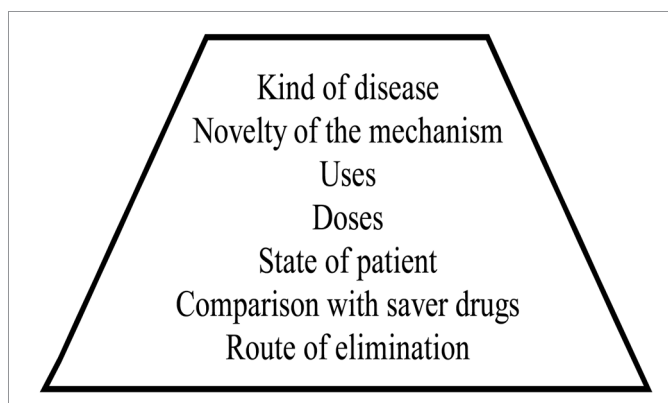 Kind of disease
Novelty of the mechanism
Uses
Doses
State of patient
Comparison with saver drugs
Route of elimination